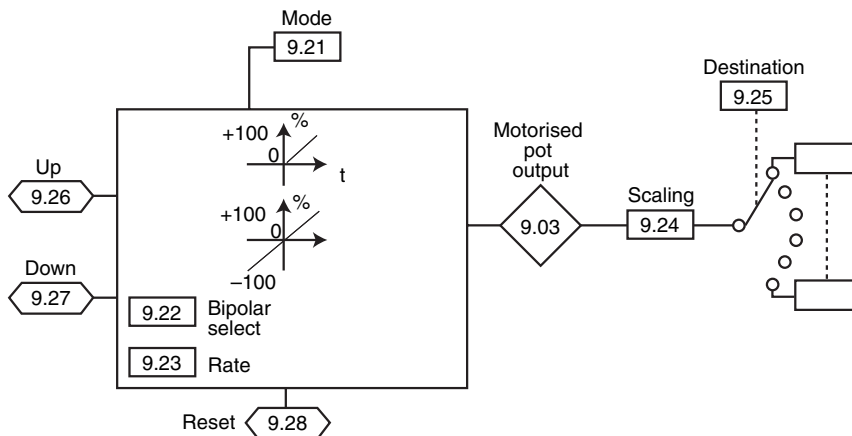 Mode
9.21
Destination
9.25
+100
%
0
t
Motorised
pot
output
9.03
Up
9.26
+100
%
0
−100
Scaling
9.24
Down
9.27
9.22
Bipolar
select
9.23
Rate
Reset
9.28